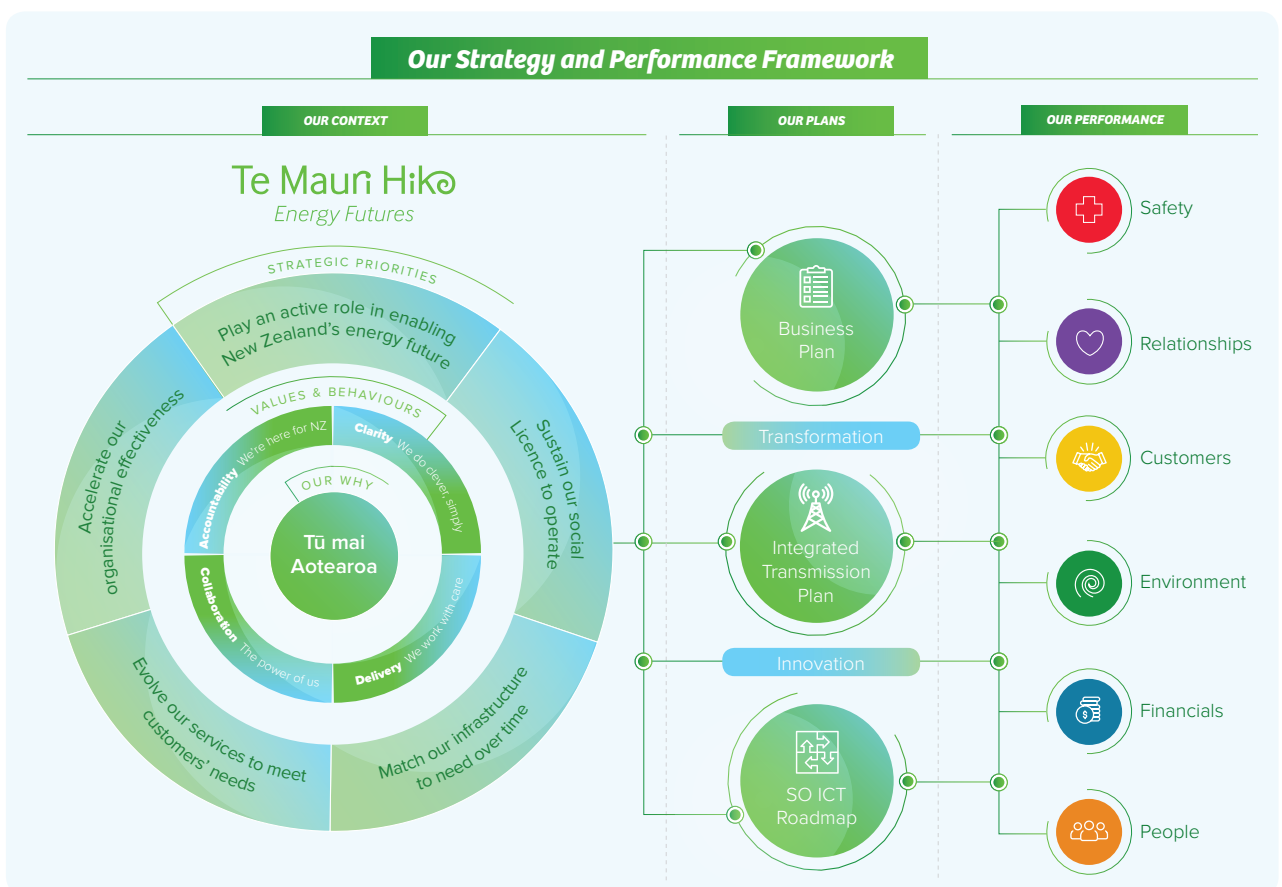 Our Strategy and Performance Framework
OUR CONTEXT
Te Mauri Hiko
Energy Futures
STRATEGIC PRIORITIES
Play an active role in enabling
New Zealand's energy future
Sustain our social
Licence to operate
Match our infrastructure
to need over time
Evolve our services to meet
customers' needs
Accelerate our
organisational effectiveness
VALUES & BEHAVIOURS
Clarity We do clever, simply
Delivery We work with care
Collaboration The power of us
Accountability We're here for NZ
OUR WHY
Tū mai
Aotearoa
OUR PLANS
Business
Plan
Transformation
Integrated
Transmission
Plan
Innovation
SO ICT
Roadmap
OUR PERFORMANCE
Safety
Relationships
Customers
Environment
$
Financials
People